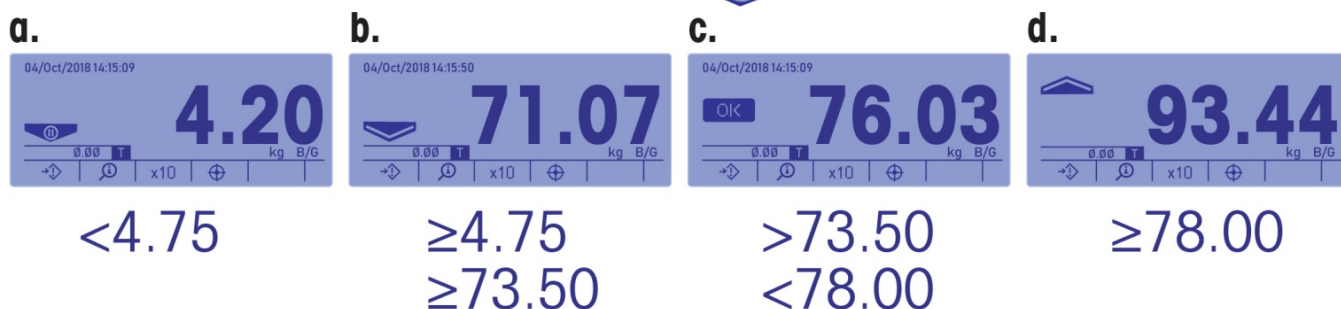 a.
04/Oct/2018 14:15:09
4.20
0.00 T kg B/G
x10
<4.75
b.
04/Oct/2018 14:15:50
71.07
0.00 T kg B/G
x10
≥4.75
≥73.50
c.
04/Oct/2018 14:15:09
OK
76.03
0.00 T kg B/G
x10
>73.50
<78.00
d.
93.44
0.00 T kg B/G
x10
≥78.00